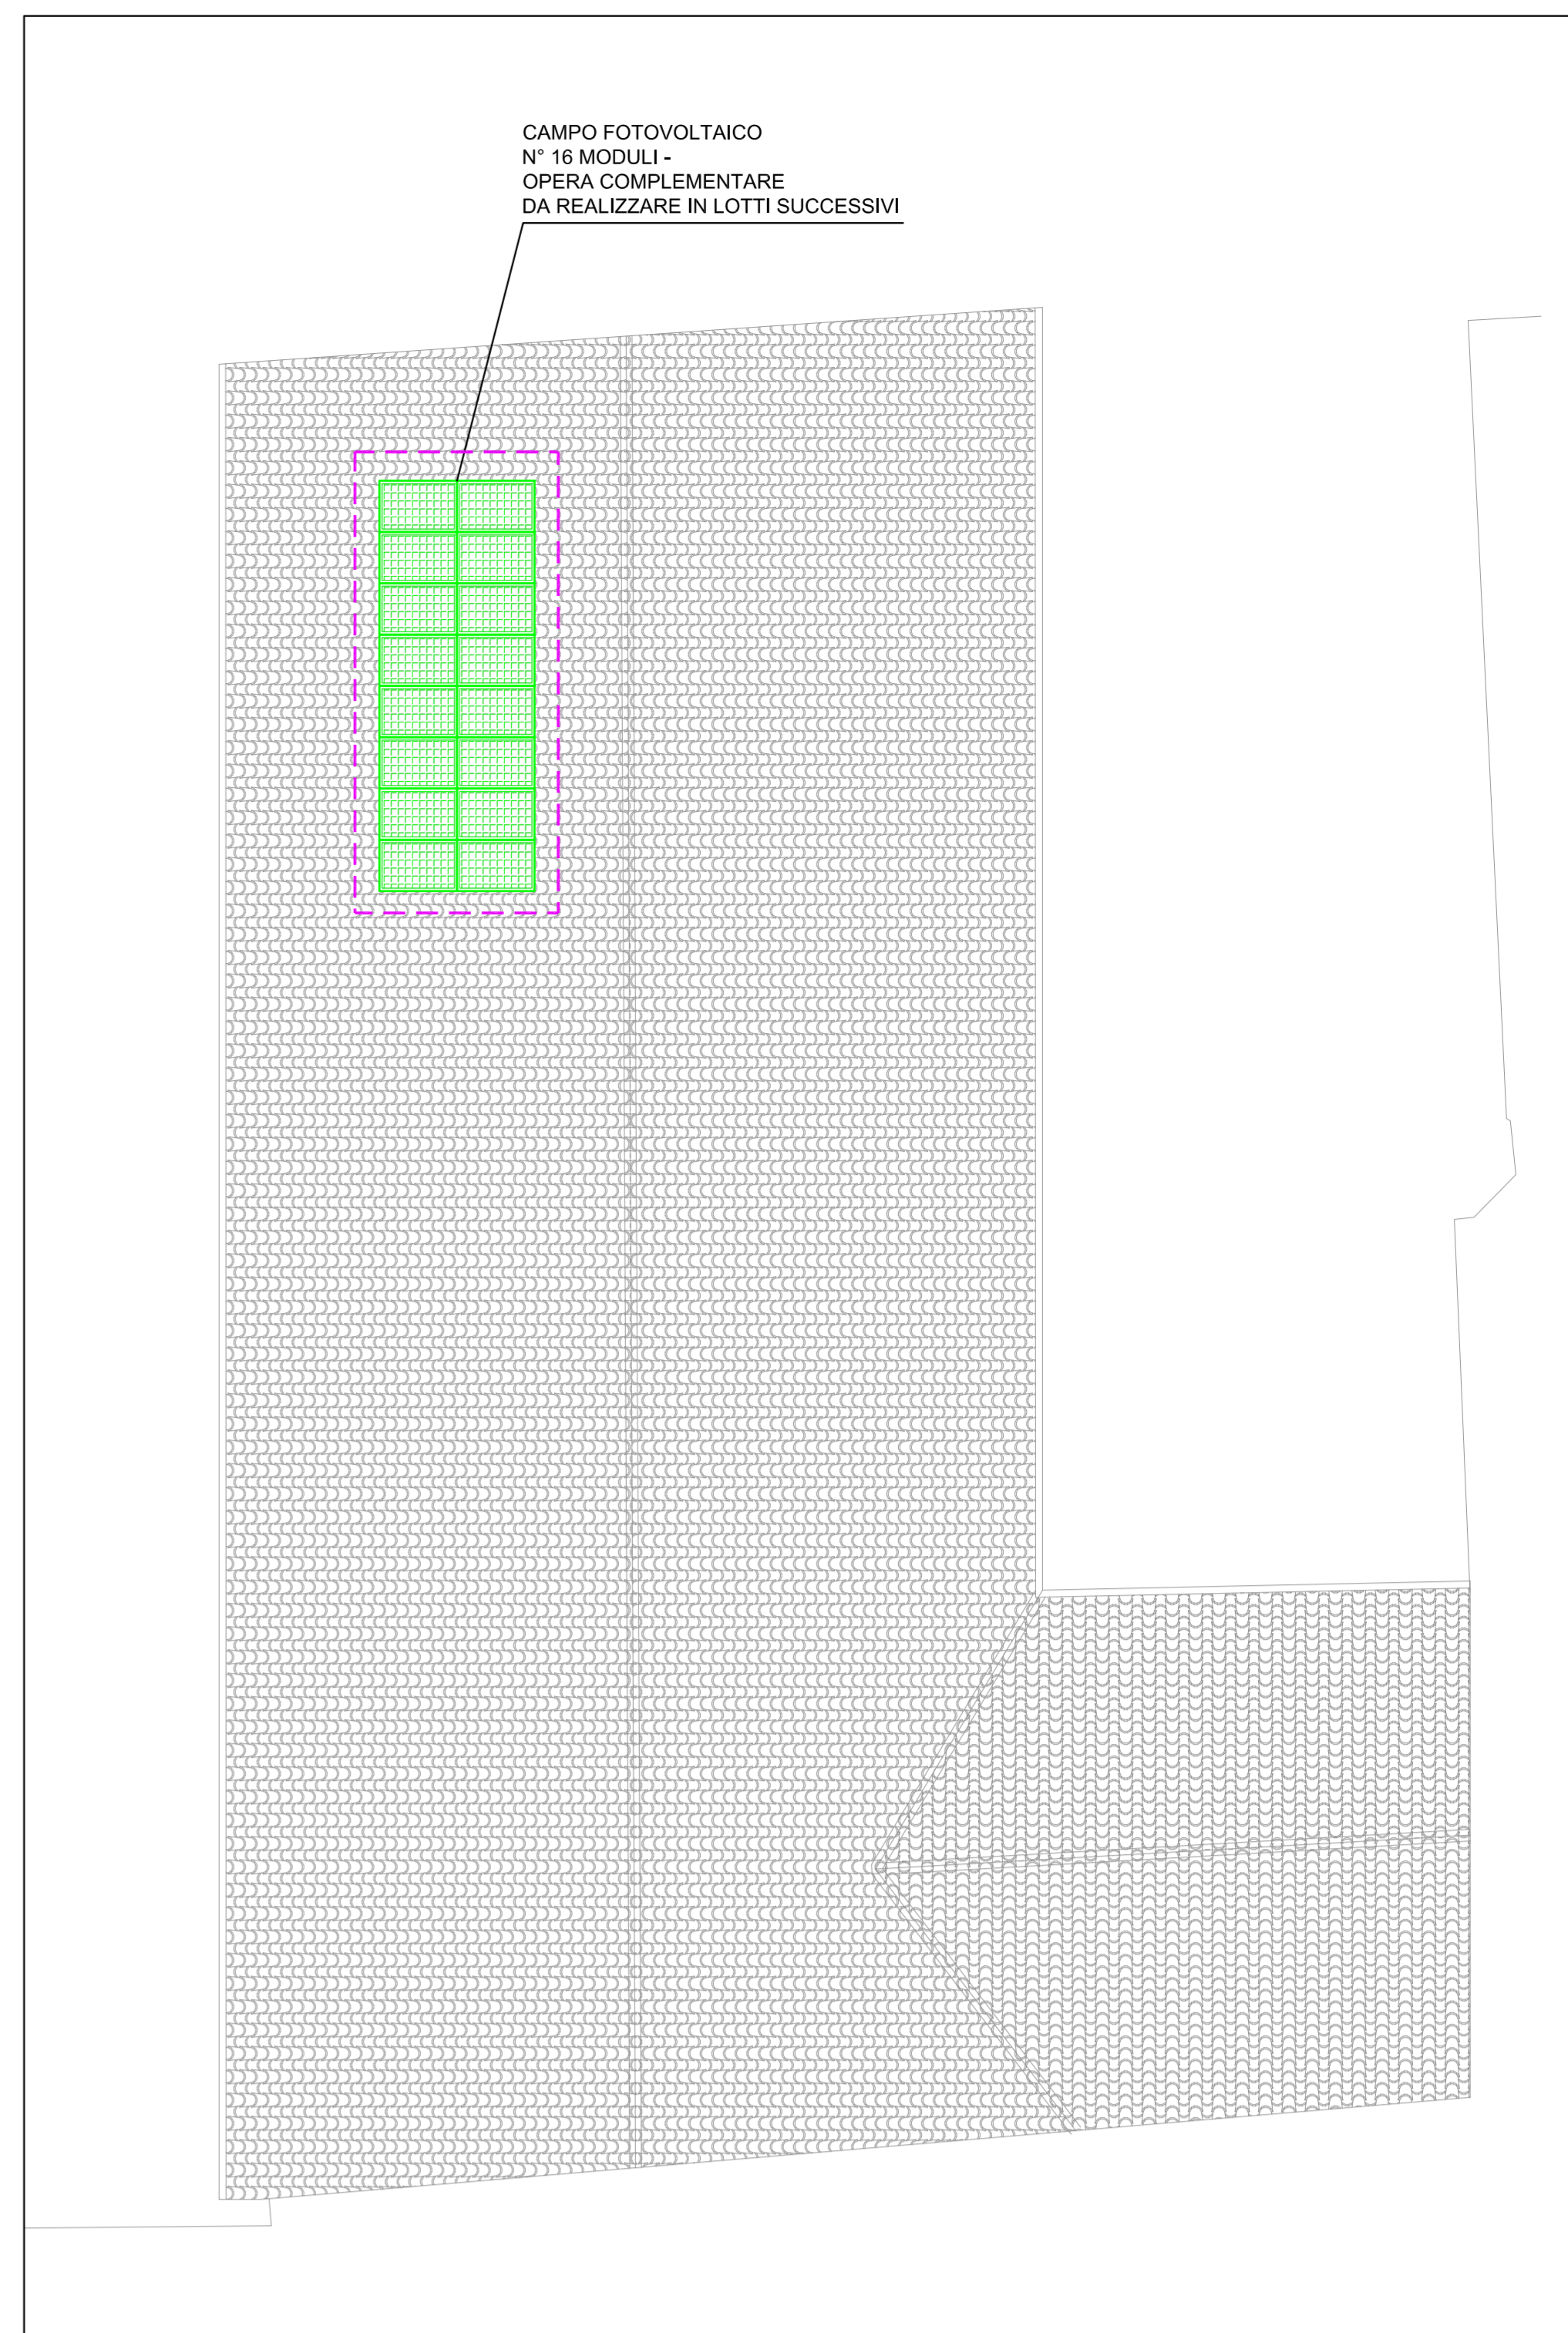 CAMPO FOTOVOLTAICO
N° 16 MODULI -
OPERA COMPLEMENTARE
DA REALIZZARE IN LOTTI SUCCESSIVI